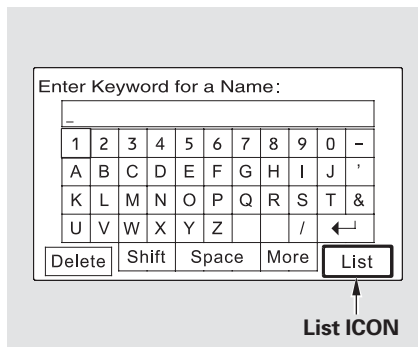 Enter Keyword for a Name:
_
1 2 3 4 5 6 7 8 9 0 –
A B C D E F G H I J ’
K L M N O P Q R S T &
U V W X Y Z /
Delete Shift Space More List
List ICON